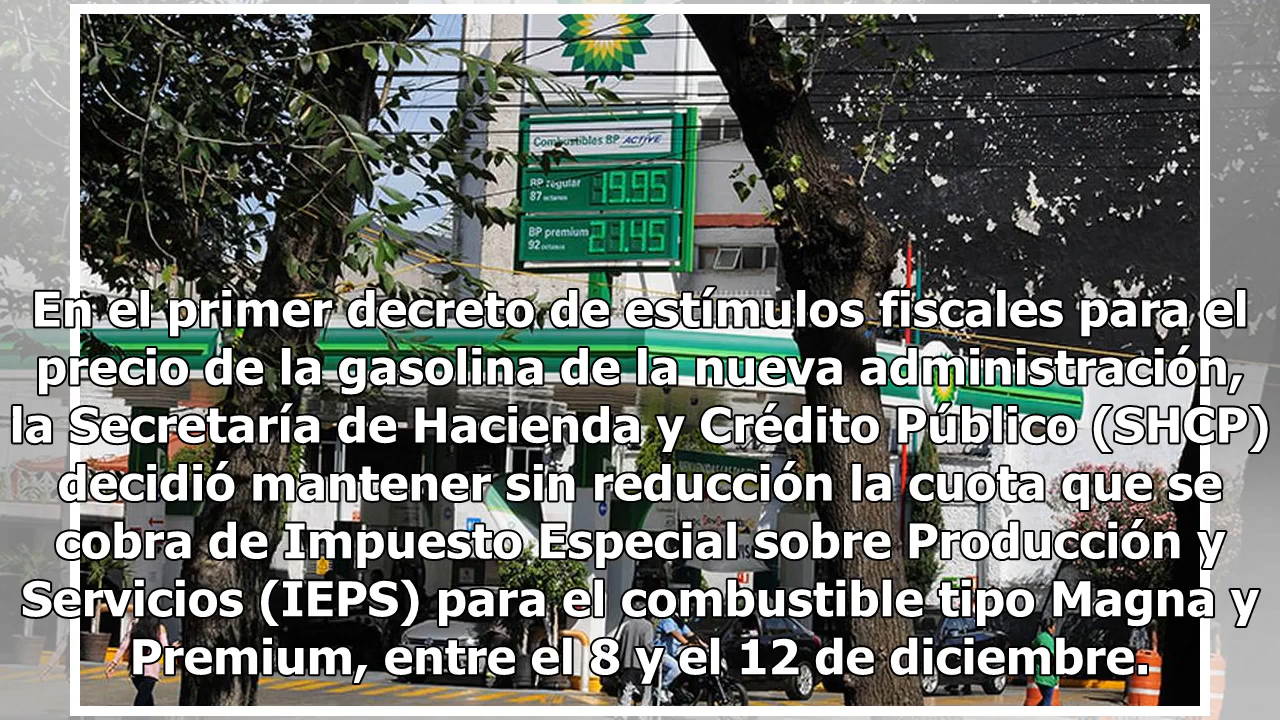 Combustibles BP ACTIVE
BP regular 19.95
87 octanos
BP premium 21.45
92 octanos
En el primer decreto de estímulos fiscales para el
precio de la gasolina de la nueva administración,
la Secretaría de Hacienda y Crédito Público (SHCP)
decidió mantener sin reducción la cuota que se
cobra de Impuesto Especial sobre Producción y
Servicios (IEPS) para el combustible tipo Magna y
Premium, entre el 8 y el 12 de diciembre.